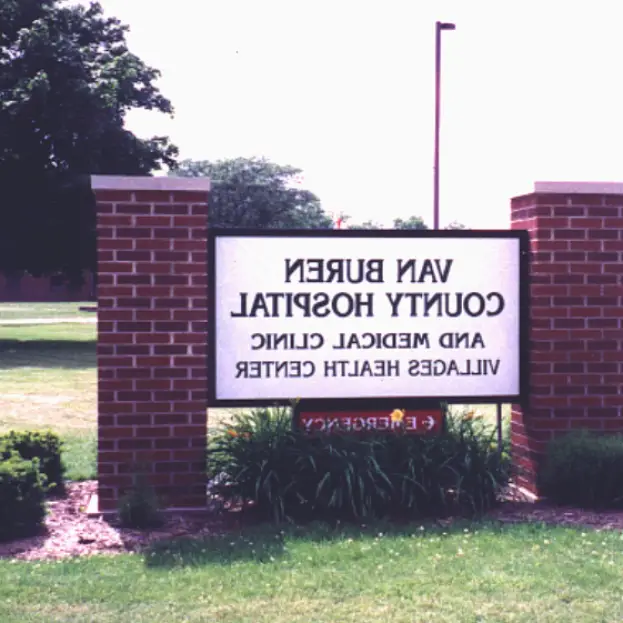 VAN BUREN
COUNTY HOSPITAL
AND MEDICAL CLINIC
VILLAGES HEALTH CENTER
← EMERGENCY